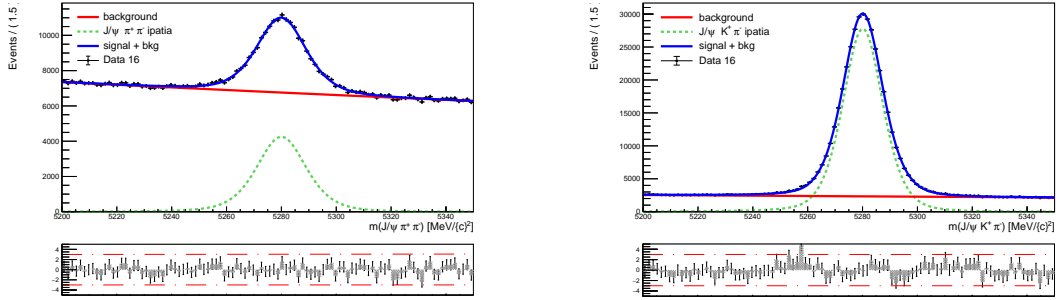 Events / ( 1.5
background
J/ψ π⁺ π⁻ ipatia
signal + bkg
Data 16
10000
8000
6000
4000
2000
0
5200 5220 5240 5260 5280 5300 5320 5340
m(J/ψ π⁺ π⁻) [MeV/{c}²]
4
2
0
−2
−4
Events / ( 1.5
background
J/ψ K⁺ π⁻ ipatia
signal + bkg
Data 16
30000
25000
20000
15000
10000
5000
0
5200 5220 5240 5260 5280 5300 5320 5340
m(J/ψ K⁺ π⁻) [MeV/{c}²]
4
2
0
−2
−4